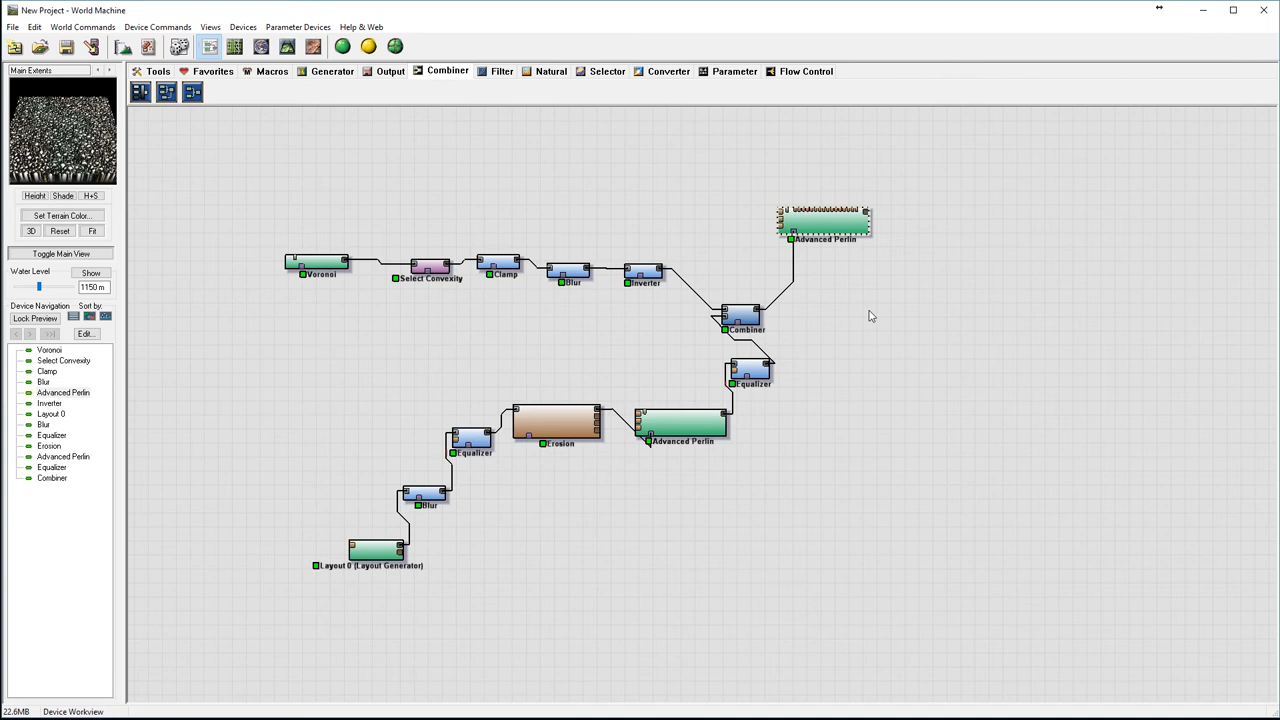 New Project - World Machine
File Edit World Commands Device Commands Views Devices Parameter Devices Help & Web
Main Extents
Tools Favorites Macros Generator Output Combiner Filter Natural Selector Converter Parameter Flow Control
Height Shade H+S
Set Terrain Color...
3D Reset Fit
Toggle Main View
Water Level Show
1150 m
Device Navigation Sort by:
Lock Preview
Edit...
Voronoi
Select Convexity
Clamp
Blur
Advanced Perlin
Inverter
Layout 0
Blur
Equalizer
Erosion
Advanced Perlin
Equalizer
Combiner
Advanced Perlin
Voronoi
Select Convexity
Clamp
Blur
Inverter
Combiner
Equalizer
Advanced Perlin
Erosion
Equalizer
Blur
Layout 0 (Layout Generator)
22.6MB Device Workview